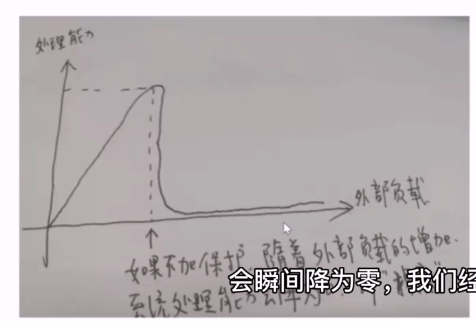 处理能力
外部负载
如果不加保护,随着外部负载的增加.
系统处理能力会降为
会瞬间降为零，我们经